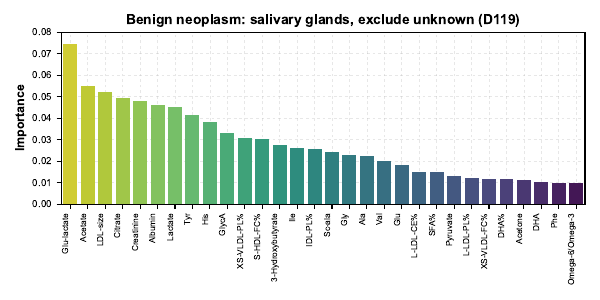 Benign neoplasm: salivary glands, exclude unknown (D119)
Importance
0.08
0.07
0.06
0.05
0.04
0.03
0.02
0.01
0.00
Glu-lactate
Acetate
LDL-size
Citrate
Creatinine
Albumin
Lactate
Tyr
His
GlycA
XS-VLDL-PL%
S-HDL-FC%
3-Hydroxybutyrate
Ile
IDL-PL%
Gly
Ala
Val
Glu
L-LDL-CE%
SFA%
Pyruvate
L-LDL-PL%
XS-VLDL-FC%
DHA%
Acetone
DHA
Phe
Omega-6/Omega-3